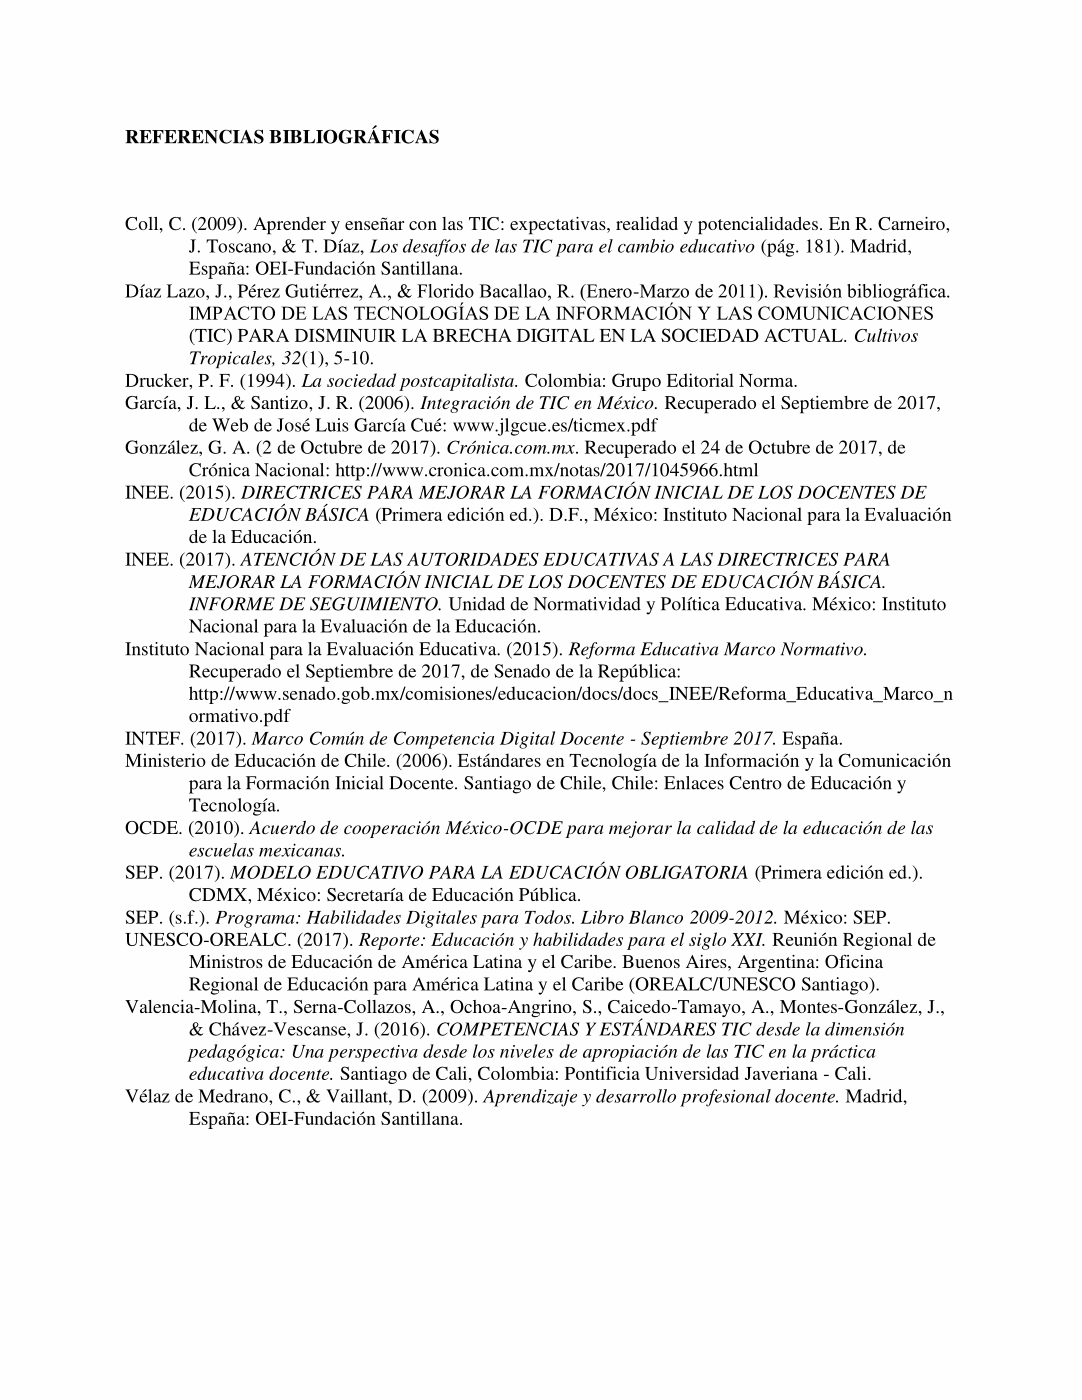 REFERENCIAS BIBLIOGRÁFICAS
Coll, C. (2009). Aprender y enseñar con las TIC: expectativas, realidad y potencialidades. En R. Carneiro,
J. Toscano, & T. Díaz, Los desafíos de las TIC para el cambio educativo (pág. 181). Madrid,
España: OEI-Fundación Santillana.
Díaz Lazo, J., Pérez Gutiérrez, A., & Florido Bacallao, R. (Enero-Marzo de 2011). Revisión bibliográfica.
IMPACTO DE LAS TECNOLOGÍAS DE LA INFORMACIÓN Y LAS COMUNICACIONES
(TIC) PARA DISMINUIR LA BRECHA DIGITAL EN LA SOCIEDAD ACTUAL. Cultivos
Tropicales, 32(1), 5-10.
Drucker, P. F. (1994). La sociedad postcapitalista. Colombia: Grupo Editorial Norma.
García, J. L., & Santizo, J. R. (2006). Integración de TIC en México. Recuperado el Septiembre de 2017,
de Web de José Luis García Cué: www.jlgcue.es/ticmex.pdf
González, G. A. (2 de Octubre de 2017). Crónica.com.mx. Recuperado el 24 de Octubre de 2017, de
Crónica Nacional: http://www.cronica.com.mx/notas/2017/1045966.html
INEE. (2015). DIRECTRICES PARA MEJORAR LA FORMACIÓN INICIAL DE LOS DOCENTES DE
EDUCACIÓN BÁSICA (Primera edición ed.). D.F., México: Instituto Nacional para la Evaluación
de la Educación.
INEE. (2017). ATENCIÓN DE LAS AUTORIDADES EDUCATIVAS A LAS DIRECTRICES PARA
MEJORAR LA FORMACIÓN INICIAL DE LOS DOCENTES DE EDUCACIÓN BÁSICA.
INFORME DE SEGUIMIENTO. Unidad de Normatividad y Política Educativa. México: Instituto
Nacional para la Evaluación de la Educación.
Instituto Nacional para la Evaluación Educativa. (2015). Reforma Educativa Marco Normativo.
Recuperado el Septiembre de 2017, de Senado de la República:
http://www.senado.gob.mx/comisiones/educacion/docs/docs_INEE/Reforma_Educativa_Marco_n
ormativo.pdf
INTEF. (2017). Marco Común de Competencia Digital Docente - Septiembre 2017. España.
Ministerio de Educación de Chile. (2006). Estándares en Tecnología de la Información y la Comunicación
para la Formación Inicial Docente. Santiago de Chile, Chile: Enlaces Centro de Educación y
Tecnología.
OCDE. (2010). Acuerdo de cooperación México-OCDE para mejorar la calidad de la educación de las
escuelas mexicanas.
SEP. (2017). MODELO EDUCATIVO PARA LA EDUCACIÓN OBLIGATORIA (Primera edición ed.).
CDMX, México: Secretaría de Educación Pública.
SEP. (s.f.). Programa: Habilidades Digitales para Todos. Libro Blanco 2009-2012. México: SEP.
UNESCO-OREALC. (2017). Reporte: Educación y habilidades para el siglo XXI. Reunión Regional de
Ministros de Educación de América Latina y el Caribe. Buenos Aires, Argentina: Oficina
Regional de Educación para América Latina y el Caribe (OREALC/UNESCO Santiago).
Valencia-Molina, T., Serna-Collazos, A., Ochoa-Angrino, S., Caicedo-Tamayo, A., Montes-González, J.,
& Chávez-Vescanse, J. (2016). COMPETENCIAS Y ESTÁNDARES TIC desde la dimensión
pedagógica: Una perspectiva desde los niveles de apropiación de las TIC en la práctica
educativa docente. Santiago de Cali, Colombia: Pontificia Universidad Javeriana - Cali.
Vélaz de Medrano, C., & Vaillant, D. (2009). Aprendizaje y desarrollo profesional docente. Madrid,
España: OEI-Fundación Santillana.